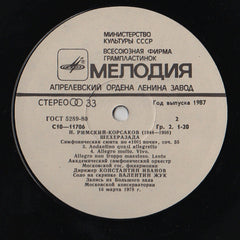 МИНИСТЕРСТВО
КУЛЬТУРЫ СССР
ВСЕСОЮЗНАЯ ФИРМА
ГРАМПЛАСТИНОК
МЕЛОДИЯ
АПРЕЛЕВСКИЙ ОРДЕНА ЛЕНИНА ЗАВОД
СТЕРЕО 33
Год выпуска 1987
ГОСТ 5289-80 2
С10—11706 Гр. 2. 1-20
Н. РИМСКИЙ-КОРСАКОВ (1844—1908)
ШЕХЕРАЗАДА
Симфоническая сюита по «1001 ночи», соч. 35
3. Andantino quasi allegretto
4. Allegro molto. Vivo.
Allegro non troppo maestoso. Lento
Академический симфонический оркестр
Московской гос. филармонии
Дирижер КОНСТАНТИН ИВАНОВ
Соло на скрипке ВАЛЕНТИН ЖУК
Запись из Большого зала
Московской консерватории
16 марта 1978 г.